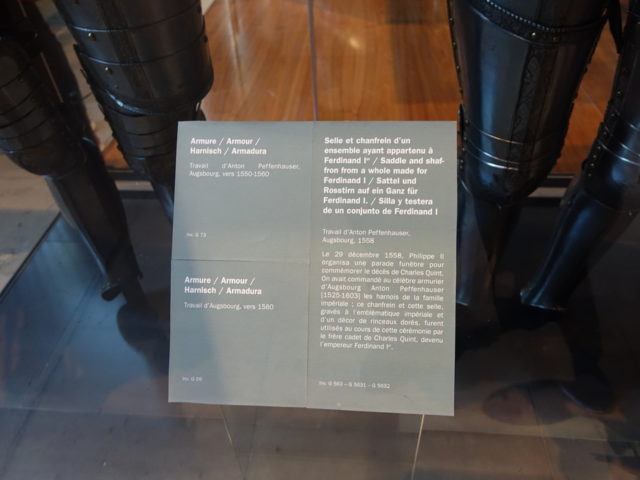 Armure / Armour /
Harnisch / Armadura
Travail d'Anton Peffenhauser,
Augsbourg, vers 1550-1560
Inv. G 73
Armure / Armour /
Harnisch / Armadura
Travail d'Augsbourg, vers 1580
Selle et chanfrein d'un
ensemble ayant appartenu à
Ferdinand Iᵉʳ / Saddle and shaf-
fron from a whole made for
Ferdinand I / Sattel und
Rosstirn auf ein Ganz für
Ferdinand I. / Silla y testera
de un conjunto de Ferdinand I
Travail d'Anton Peffenhauser,
Augsbourg, 1558
Le 29 décembre 1558, Philippe II
organisa une parade funèbre pour
commémorer le décès de Charles Quint.
On avait commandé au célèbre armurier
d'Augsbourg Anton Peffenhauser
[1525-1603] les harnois de la famille
impériale ; ce chanfrein et cette selle,
gravés à l'emblématique impériale et
d'un décor de rinceaux dorés, furent
utilisés au cours de cette cérémonie par
le frère cadet de Charles Quint, devenu
l'empereur Ferdinand Iᵉʳ.
Inv. G 563 – G 5631 – G 5632